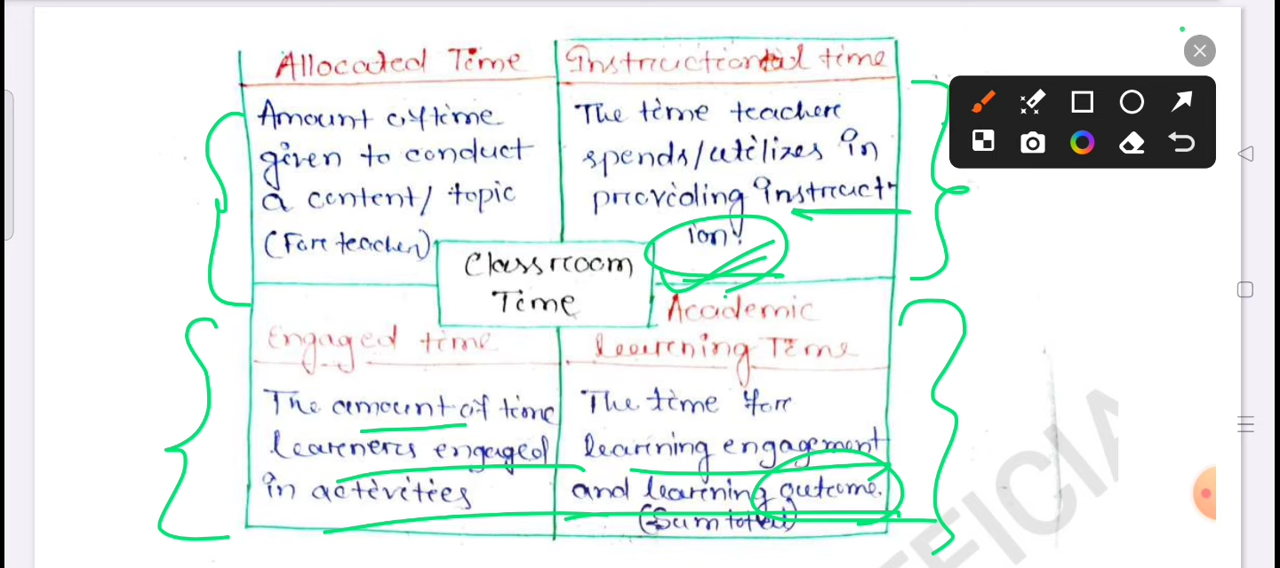 Allocated Time
Amount of time
given to conduct
a content/ topic
(For teacher)
Instructional time
The time teacher
spends/utilizes in
providing instruct-
ion.
Classroom
Time
Engaged time
The amount of time
learners engaged
in activities
Academic
learning Time
The time for
learning engagement
and learning outcome.
(Sum total)